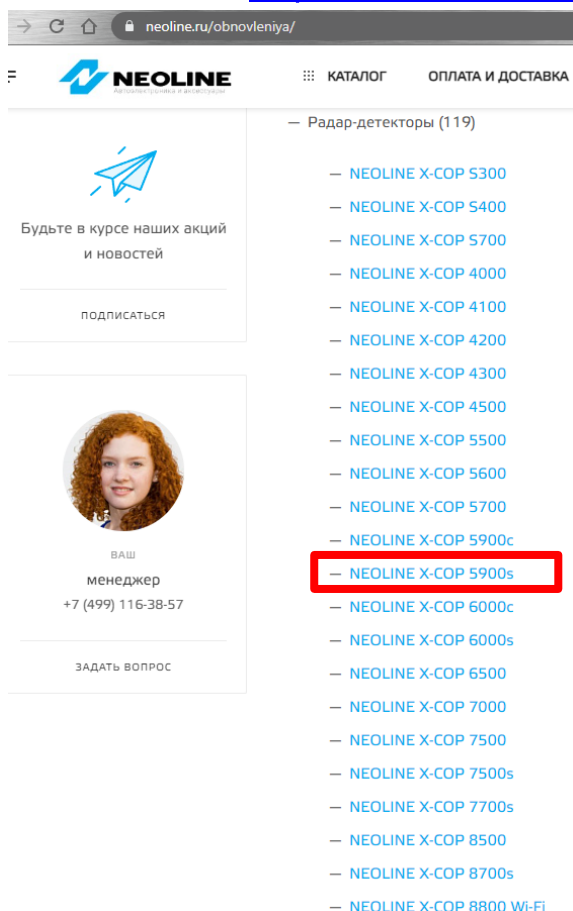 neoline.ru/obnovleniya/
NEOLINE
Автоэлектроника и аксессуары
КАТАЛОГ
ОПЛАТА И ДОСТАВКА
Будьте в курсе наших акций
и новостей
ПОДПИСАТЬСЯ
ВАШ
менеджер
+7 (499) 116-38-57
ЗАДАТЬ ВОПРОС
— Радар-детекторы (119)
— NEOLINE X-COP S300
— NEOLINE X-COP S400
— NEOLINE X-COP S700
— NEOLINE X-COP 4000
— NEOLINE X-COP 4100
— NEOLINE X-COP 4200
— NEOLINE X-COP 4300
— NEOLINE X-COP 4500
— NEOLINE X-COP 5500
— NEOLINE X-COP 5600
— NEOLINE X-COP 5700
— NEOLINE X-COP 5900c
— NEOLINE X-COP 5900s
— NEOLINE X-COP 6000c
— NEOLINE X-COP 6000s
— NEOLINE X-COP 6500
— NEOLINE X-COP 7000
— NEOLINE X-COP 7500
— NEOLINE X-COP 7500s
— NEOLINE X-COP 7700s
— NEOLINE X-COP 8500
— NEOLINE X-COP 8700s
— NEOLINE X-COP 8800 Wi-Fi